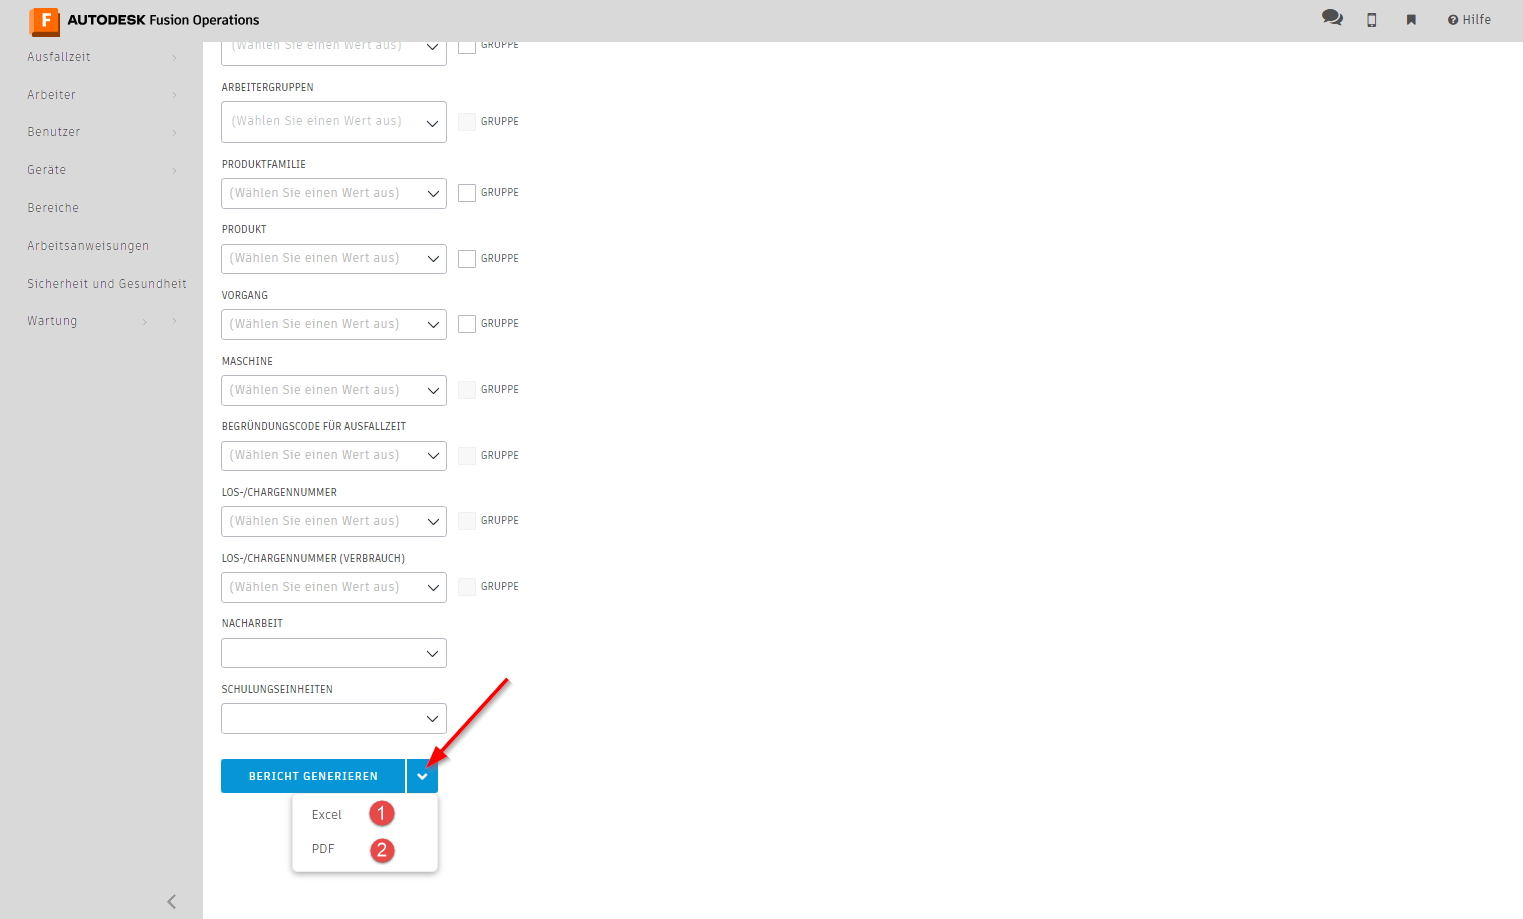 F AUTODESK Fusion Operations
Hilfe
Ausfallzeit
Arbeiter
Benutzer
Geräte
Bereiche
Arbeitsanweisungen
Sicherheit und Gesundheit
Wartung
(Wählen Sie einen Wert aus) GRUPPE
ARBEITERGRUPPEN
(Wählen Sie einen Wert aus) GRUPPE
PRODUKTFAMILIE
(Wählen Sie einen Wert aus) GRUPPE
PRODUKT
(Wählen Sie einen Wert aus) GRUPPE
VORGANG
(Wählen Sie einen Wert aus) GRUPPE
MASCHINE
(Wählen Sie einen Wert aus) GRUPPE
BEGRÜNDUNGSCODE FÜR AUSFALLZEIT
(Wählen Sie einen Wert aus) GRUPPE
LOS-/CHARGENNUMMER
(Wählen Sie einen Wert aus) GRUPPE
LOS-/CHARGENNUMMER (VERBRAUCH)
(Wählen Sie einen Wert aus) GRUPPE
NACHARBEIT
SCHULUNGSEINHEITEN
BERICHT GENERIEREN
Excel 1
PDF 2